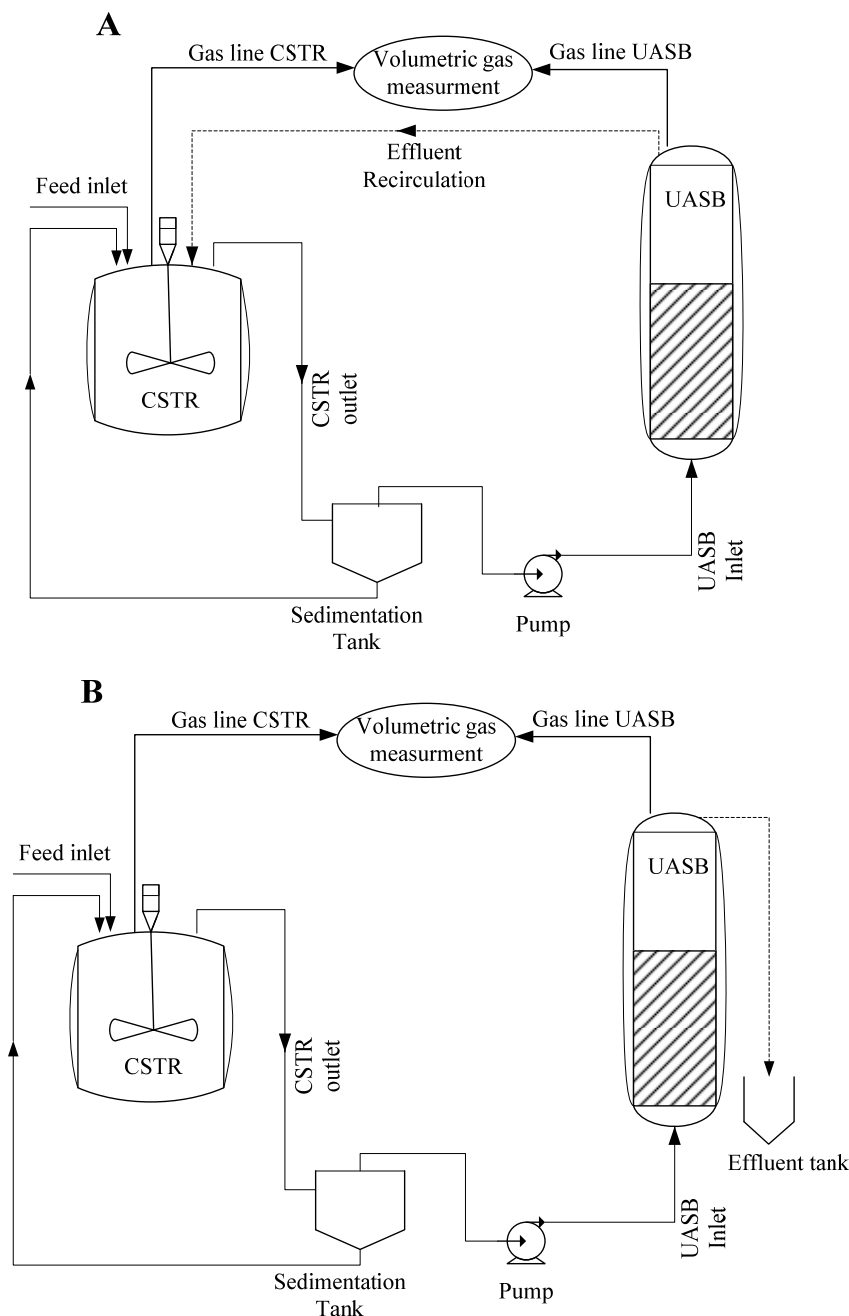 A
Gas line CSTR
Volumetric gas
measurment
Gas line UASB
Effluent
Recirculation
Feed inlet
UASB
CSTR
CSTR
outlet
UASB
Inlet
Sedimentation
Tank
Pump
B
Gas line CSTR
Volumetric gas
measurment
Gas line UASB
Feed inlet
UASB
CSTR
CSTR
outlet
Effluent tank
UASB
Inlet
Sedimentation
Tank
Pump